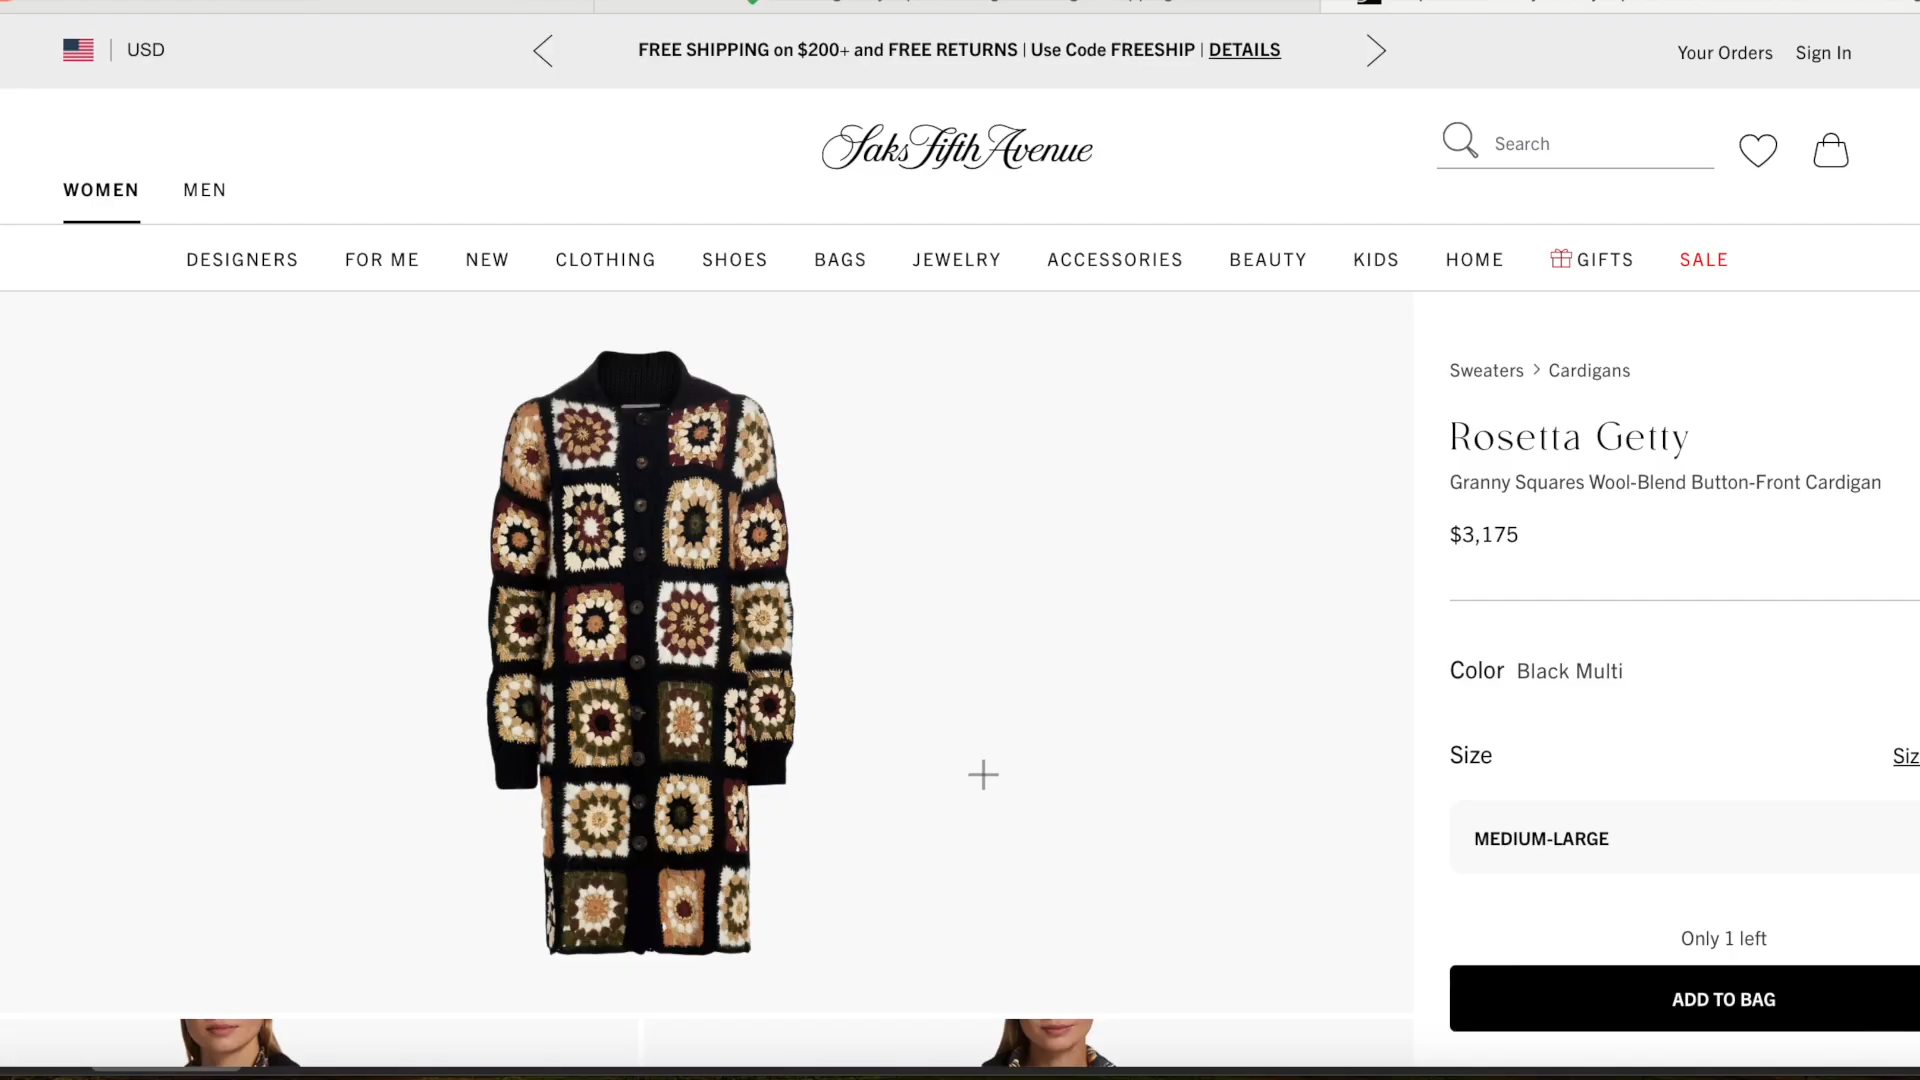 USD
FREE SHIPPING on $200+ and FREE RETURNS | Use Code FREESHIP | DETAILS
Your Orders Sign In
Saks Fifth Avenue
Search
WOMEN MEN
DESIGNERS FOR ME NEW CLOTHING SHOES BAGS JEWELRY ACCESSORIES BEAUTY KIDS HOME GIFTS SALE
Sweaters > Cardigans
Rosetta Getty
Granny Squares Wool-Blend Button-Front Cardigan
$3,175
Color Black Multi
Size Siz
MEDIUM-LARGE
Only 1 left
ADD TO BAG